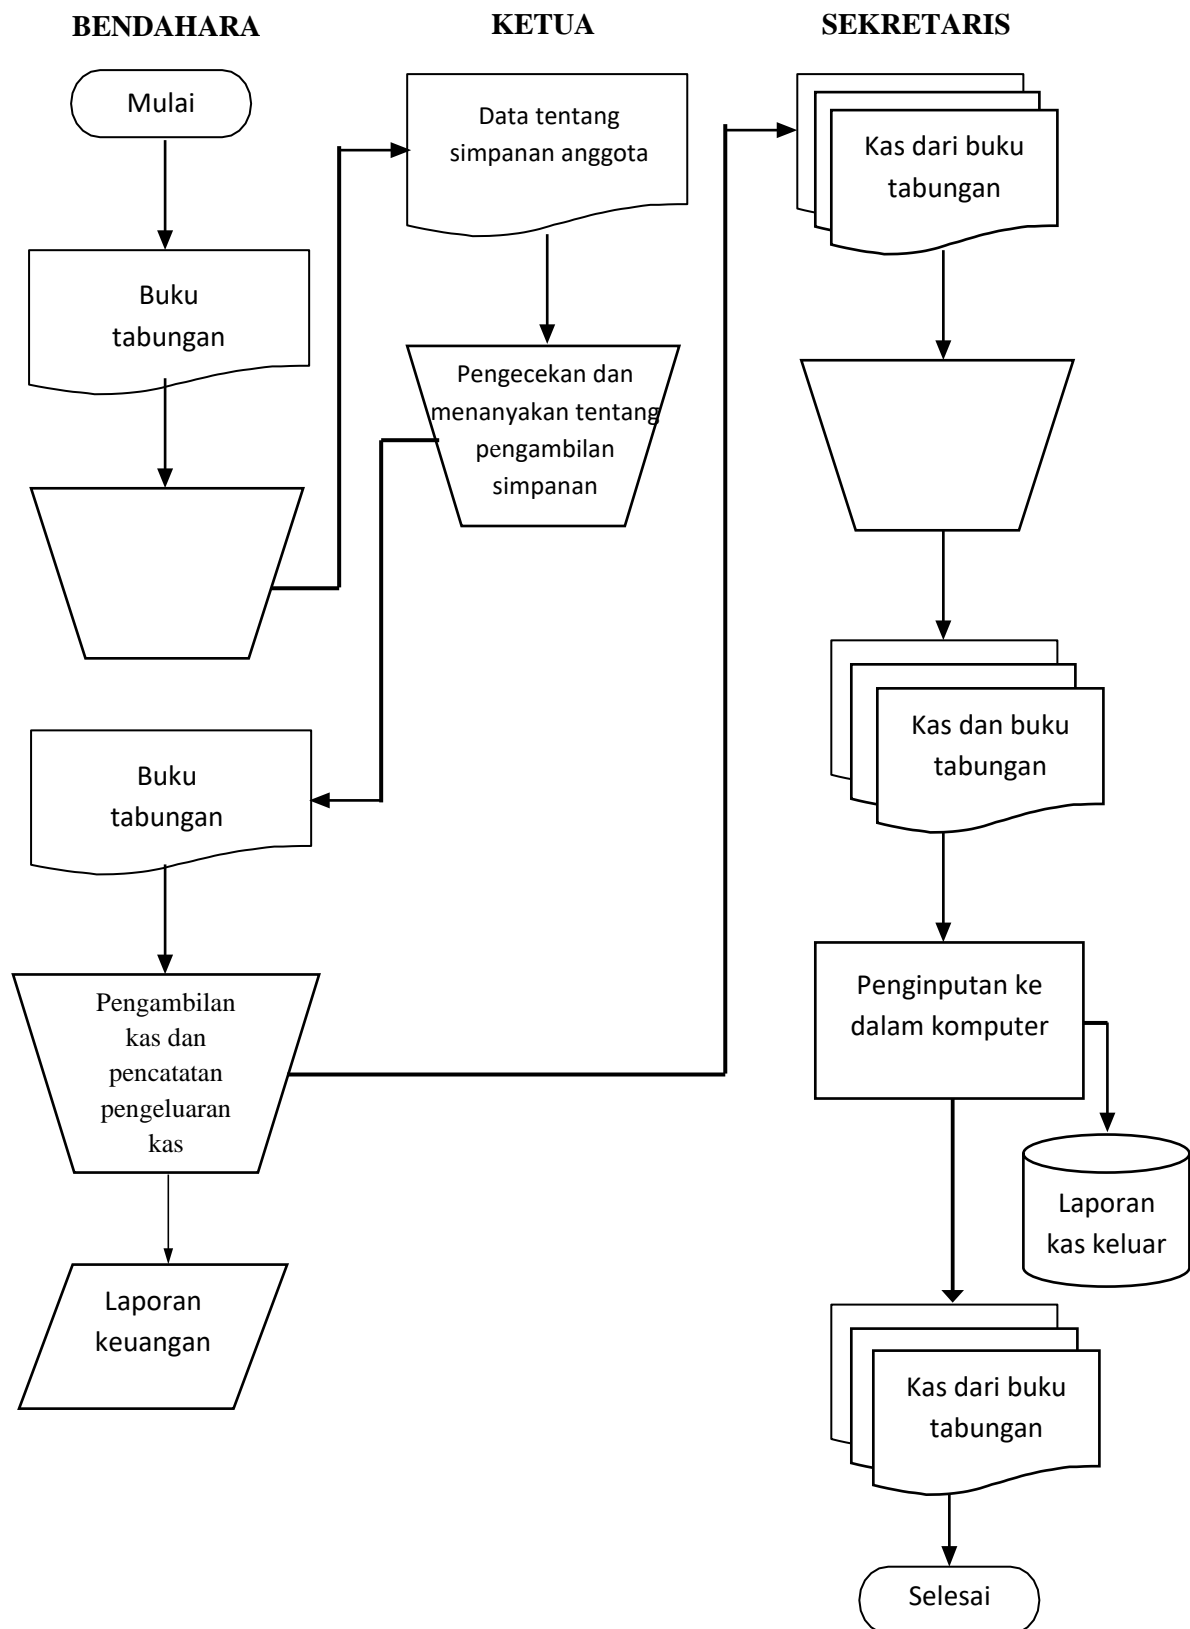 BENDAHARA
KETUA
SEKRETARIS
Mulai
Buku
tabungan
Data tentang
simpanan anggota
Pengecekan dan
menanyakan tentang
pengambilan
simpanan
Buku
tabungan
Pengambilan
kas dan
pencatatan
pengeluaran
kas
Laporan
keuangan
Kas dari buku
tabungan
Kas dan buku
tabungan
Penginputan ke
dalam komputer
Laporan
kas keluar
Kas dari buku
tabungan
Selesai